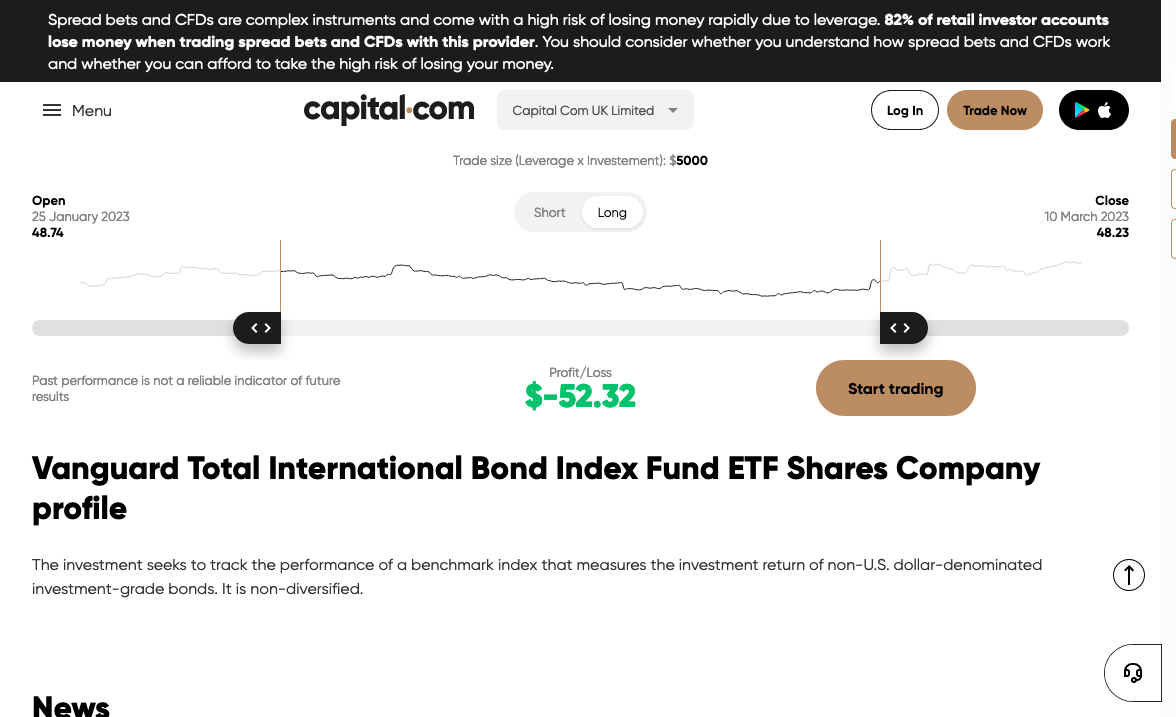 Spread bets and CFDs are complex instruments and come with a high risk of losing money rapidly due to leverage. 82% of retail investor accounts
lose money when trading spread bets and CFDs with this provider. You should consider whether you understand how spread bets and CFDs work
and whether you can afford to take the high risk of losing your money.
Menu
capital.com
Capital Com UK Limited
Log In
Trade Now
Trade size (Leverage x Investement): $5000
Open
25 January 2023
48.74
Short
Long
Close
10 March 2023
48.23
Past performance is not a reliable indicator of future
results
Profit/Loss
$-52.32
Start trading
Vanguard Total International Bond Index Fund ETF Shares Company
profile
The investment seeks to track the performance of a benchmark index that measures the investment return of non-U.S. dollar-denominated
investment-grade bonds. It is non-diversified.
News